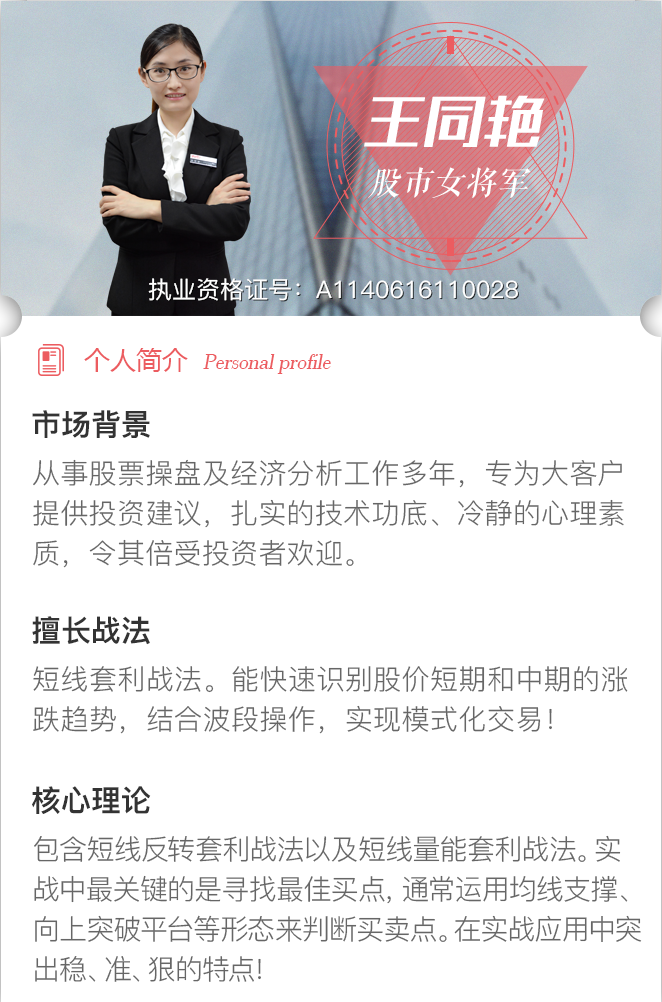 王同艳
股市女将军
执业资格证号：A1140616110028
个人简介 Personal profile
市场背景
从事股票操盘及经济分析工作多年，专为大客户
提供投资建议，扎实的技术功底、冷静的心理素
质，令其倍受投资者欢迎。
擅长战法
短线套利战法。能快速识别股价短期和中期的涨
跌趋势，结合波段操作，实现模式化交易！
核心理论
包含短线反转套利战法以及短线量能套利战法。实
战中最关键的是寻找最佳买点, 通常运用均线支撑、
向上突破平台等形态来判断买卖点。在实战应用中突
出稳、准、狠的特点!